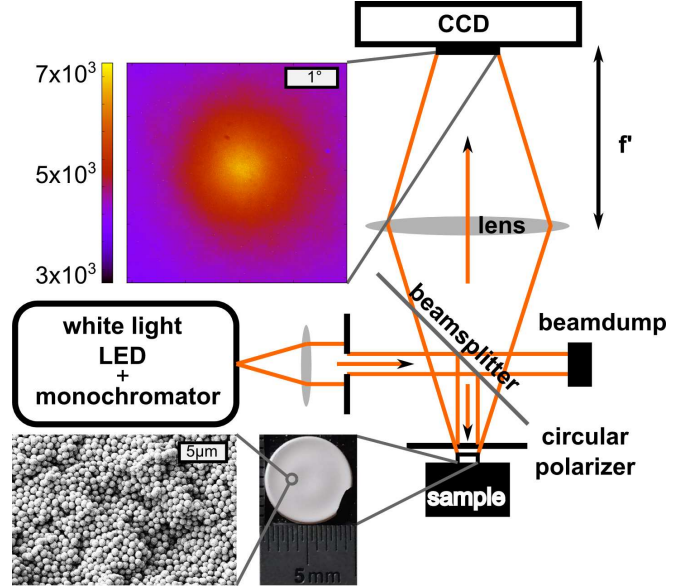 CCD
7x10³
5x10³
3x10³
1°
f'
lens
beamsplitter
white light
LED
+
monochromator
beamdump
circular
polarizer
sample
5µm
5 mm